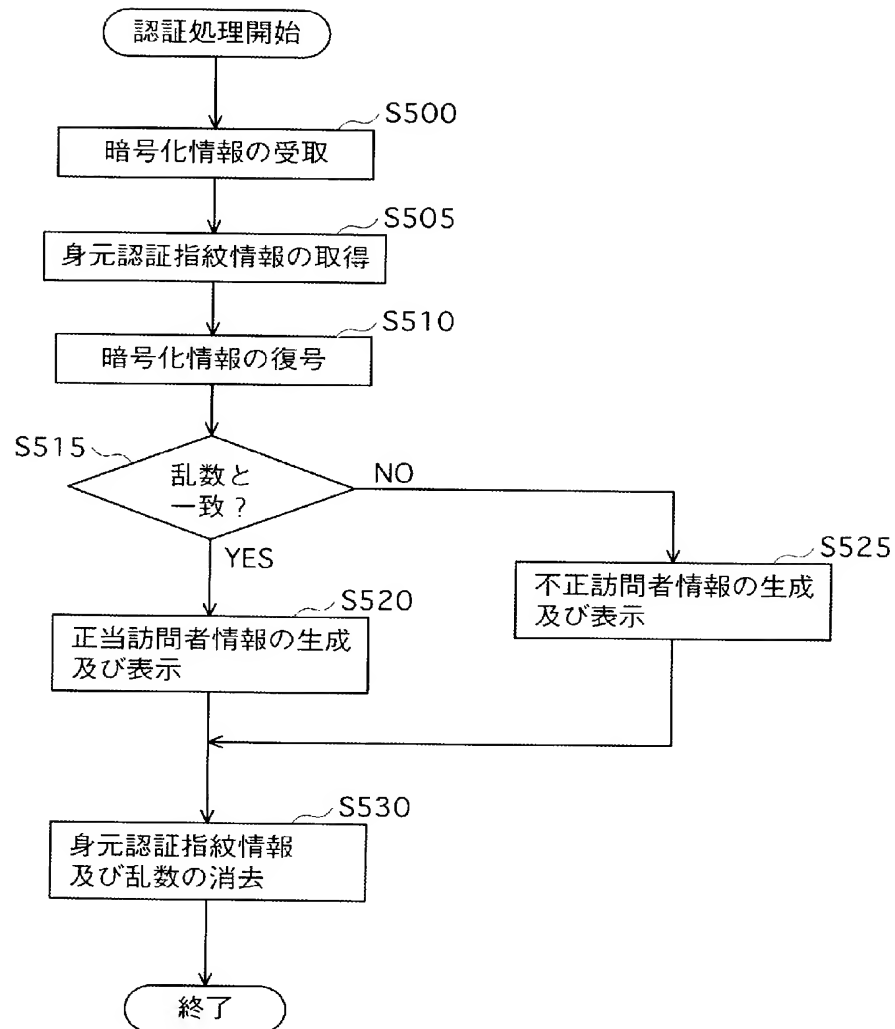 認証処理開始
S500
暗号化情報の受取
S505
身元認証指紋情報の取得
S510
暗号化情報の復号
S515
乱数と
一致?
NO
YES
S520
正当訪問者情報の生成
及び表示
S525
不正訪問者情報の生成
及び表示
S530
身元認証指紋情報
及び乱数の消去
終了